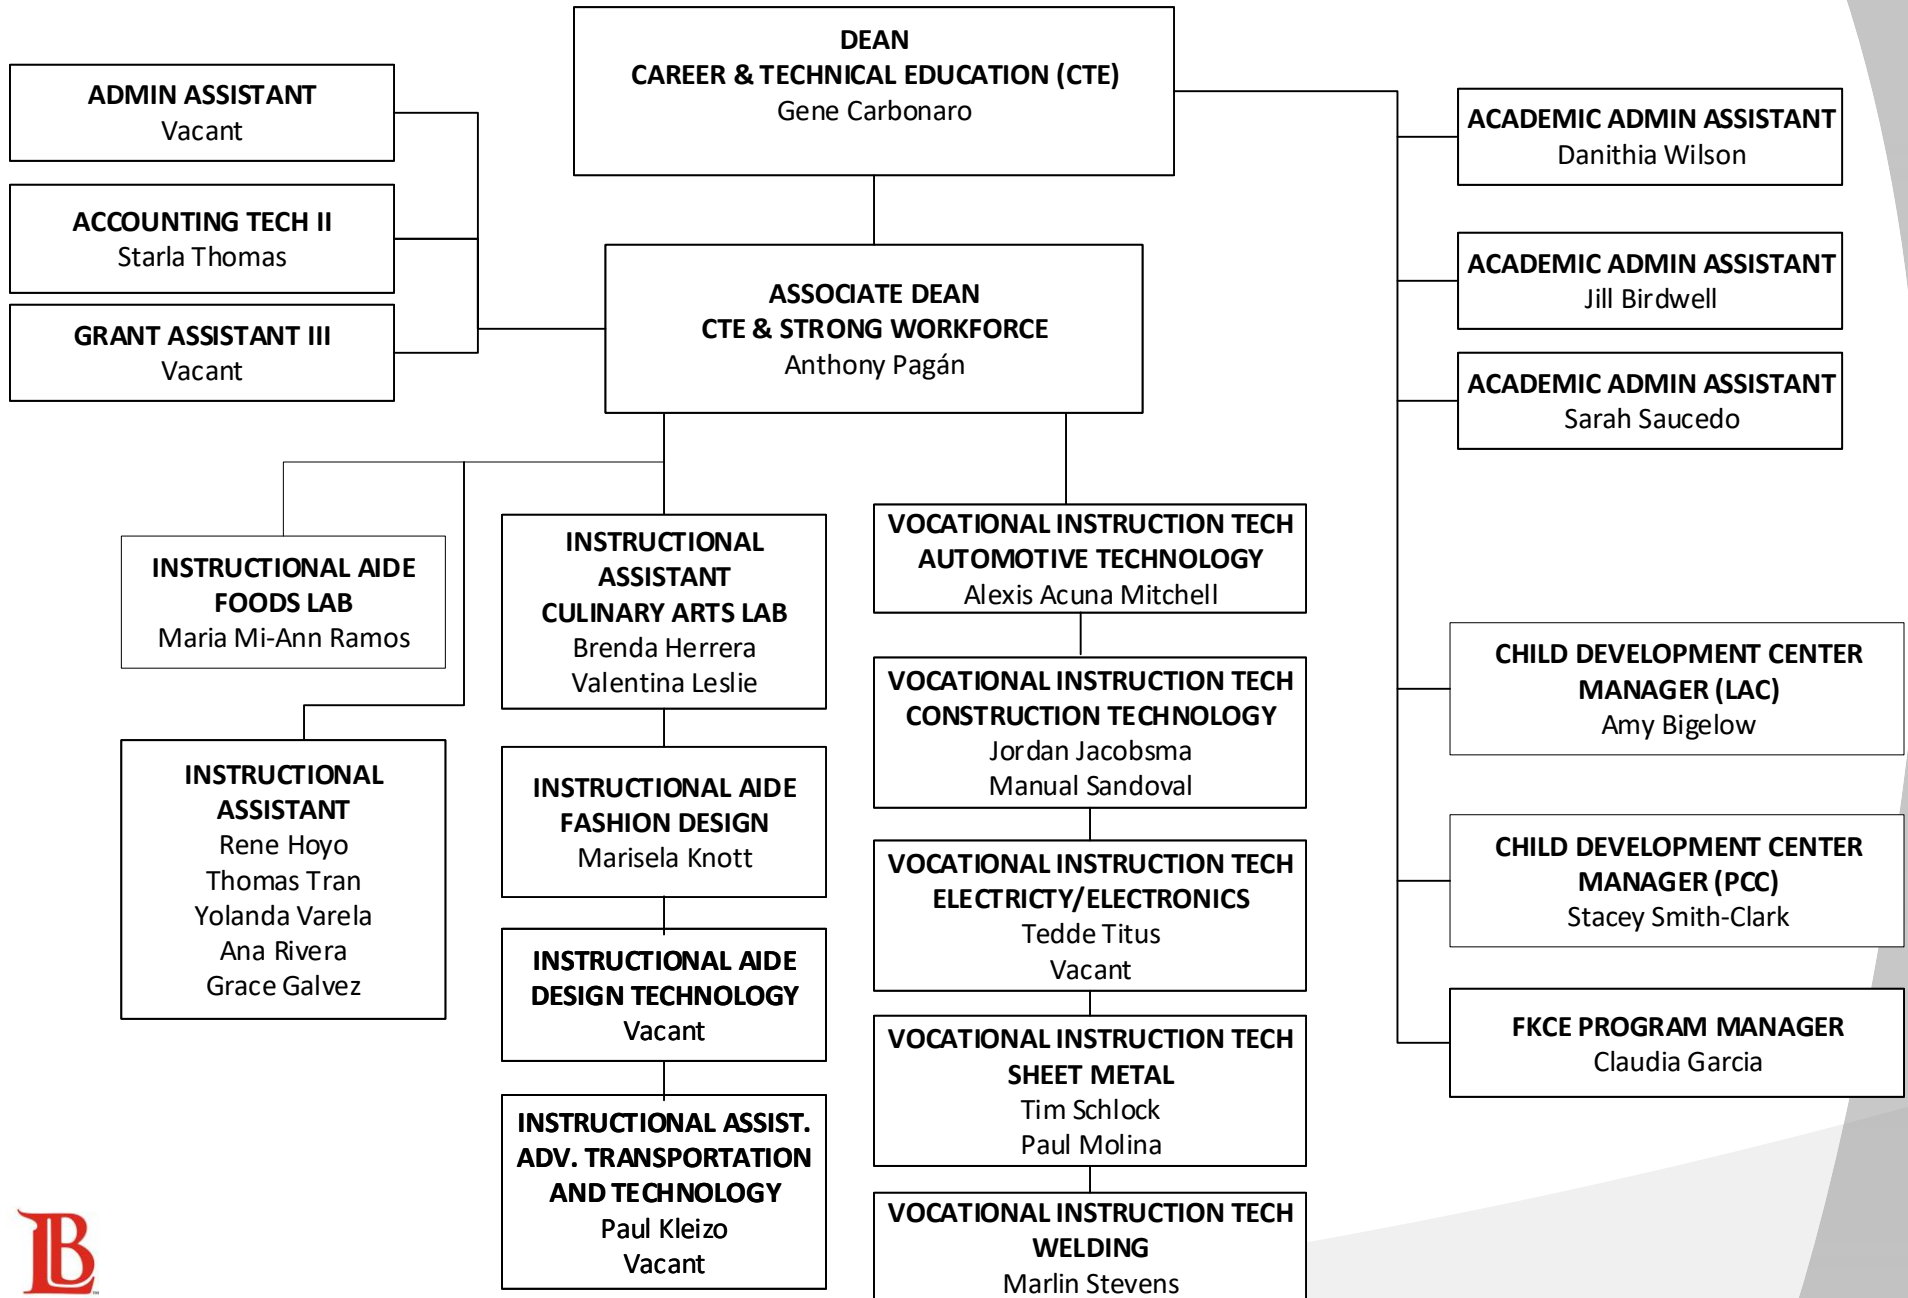 DEAN
CAREER & TECHNICAL EDUCATION (CTE)
Gene Carbonaro
ADMIN ASSISTANT
Vacant
ACCOUNTING TECH II
Starla Thomas
GRANT ASSISTANT III
Vacant
ASSOCIATE DEAN
CTE & STRONG WORKFORCE
Anthony Pagán
ACADEMIC ADMIN ASSISTANT
Danithia Wilson
ACADEMIC ADMIN ASSISTANT
Jill Birdwell
ACADEMIC ADMIN ASSISTANT
Sarah Saucedo
INSTRUCTIONAL AIDE
FOODS LAB
Maria Mi-Ann Ramos
INSTRUCTIONAL
ASSISTANT
Rene Hoyo
Thomas Tran
Yolanda Varela
Ana Rivera
Grace Galvez
INSTRUCTIONAL
ASSISTANT
CULINARY ARTS LAB
Brenda Herrera
Valentina Leslie
INSTRUCTIONAL AIDE
FASHION DESIGN
Marisela Knott
INSTRUCTIONAL AIDE
DESIGN TECHNOLOGY
Vacant
INSTRUCTIONAL ASSIST.
ADV. TRANSPORTATION
AND TECHNOLOGY
Paul Kleizo
Vacant
VOCATIONAL INSTRUCTION TECH
AUTOMOTIVE TECHNOLOGY
Alexis Acuna Mitchell
VOCATIONAL INSTRUCTION TECH
CONSTRUCTION TECHNOLOGY
Jordan Jacobsma
Manual Sandoval
VOCATIONAL INSTRUCTION TECH
ELECTRICTY/ELECTRONICS
Tedde Titus
Vacant
VOCATIONAL INSTRUCTION TECH
SHEET METAL
Tim Schlock
Paul Molina
VOCATIONAL INSTRUCTION TECH
WELDING
Marlin Stevens
CHILD DEVELOPMENT CENTER
MANAGER (LAC)
Amy Bigelow
CHILD DEVELOPMENT CENTER
MANAGER (PCC)
Stacey Smith-Clark
FKCE PROGRAM MANAGER
Claudia Garcia
LB